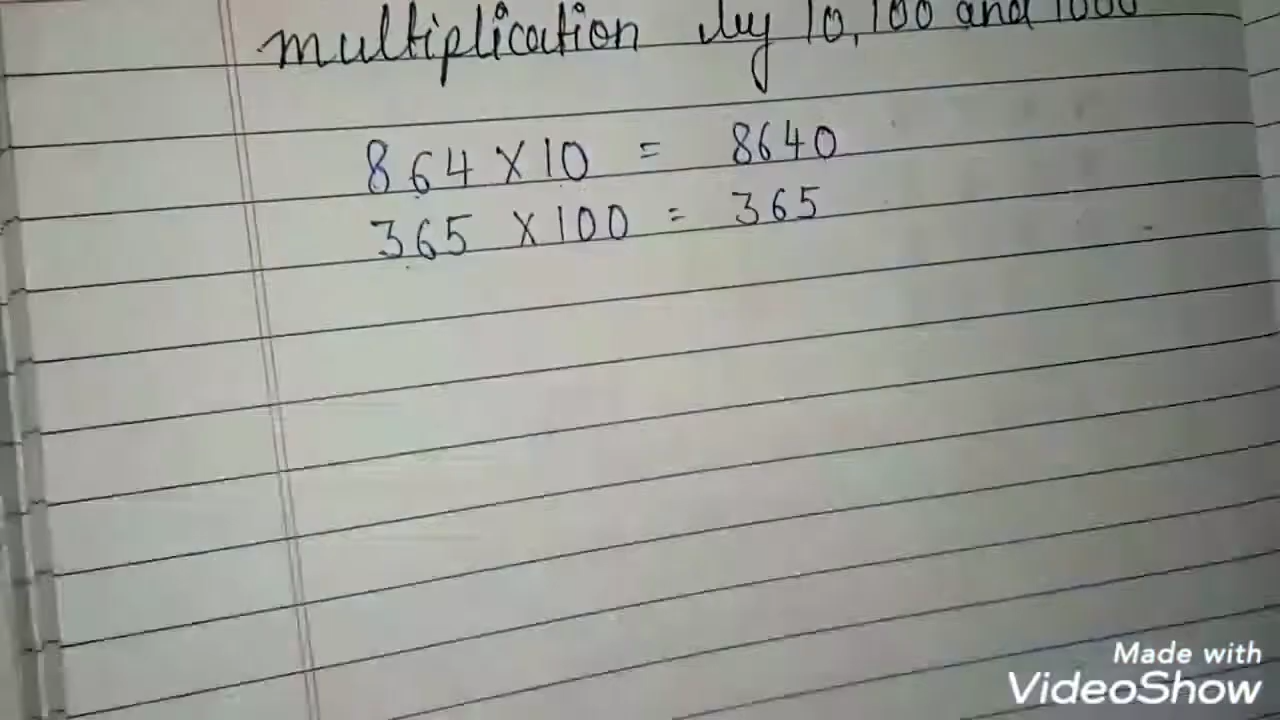 multiplication by 10, 100 and 1000
864 X 10 = 8640
365 X 100 = 365
Made with
VideoShow